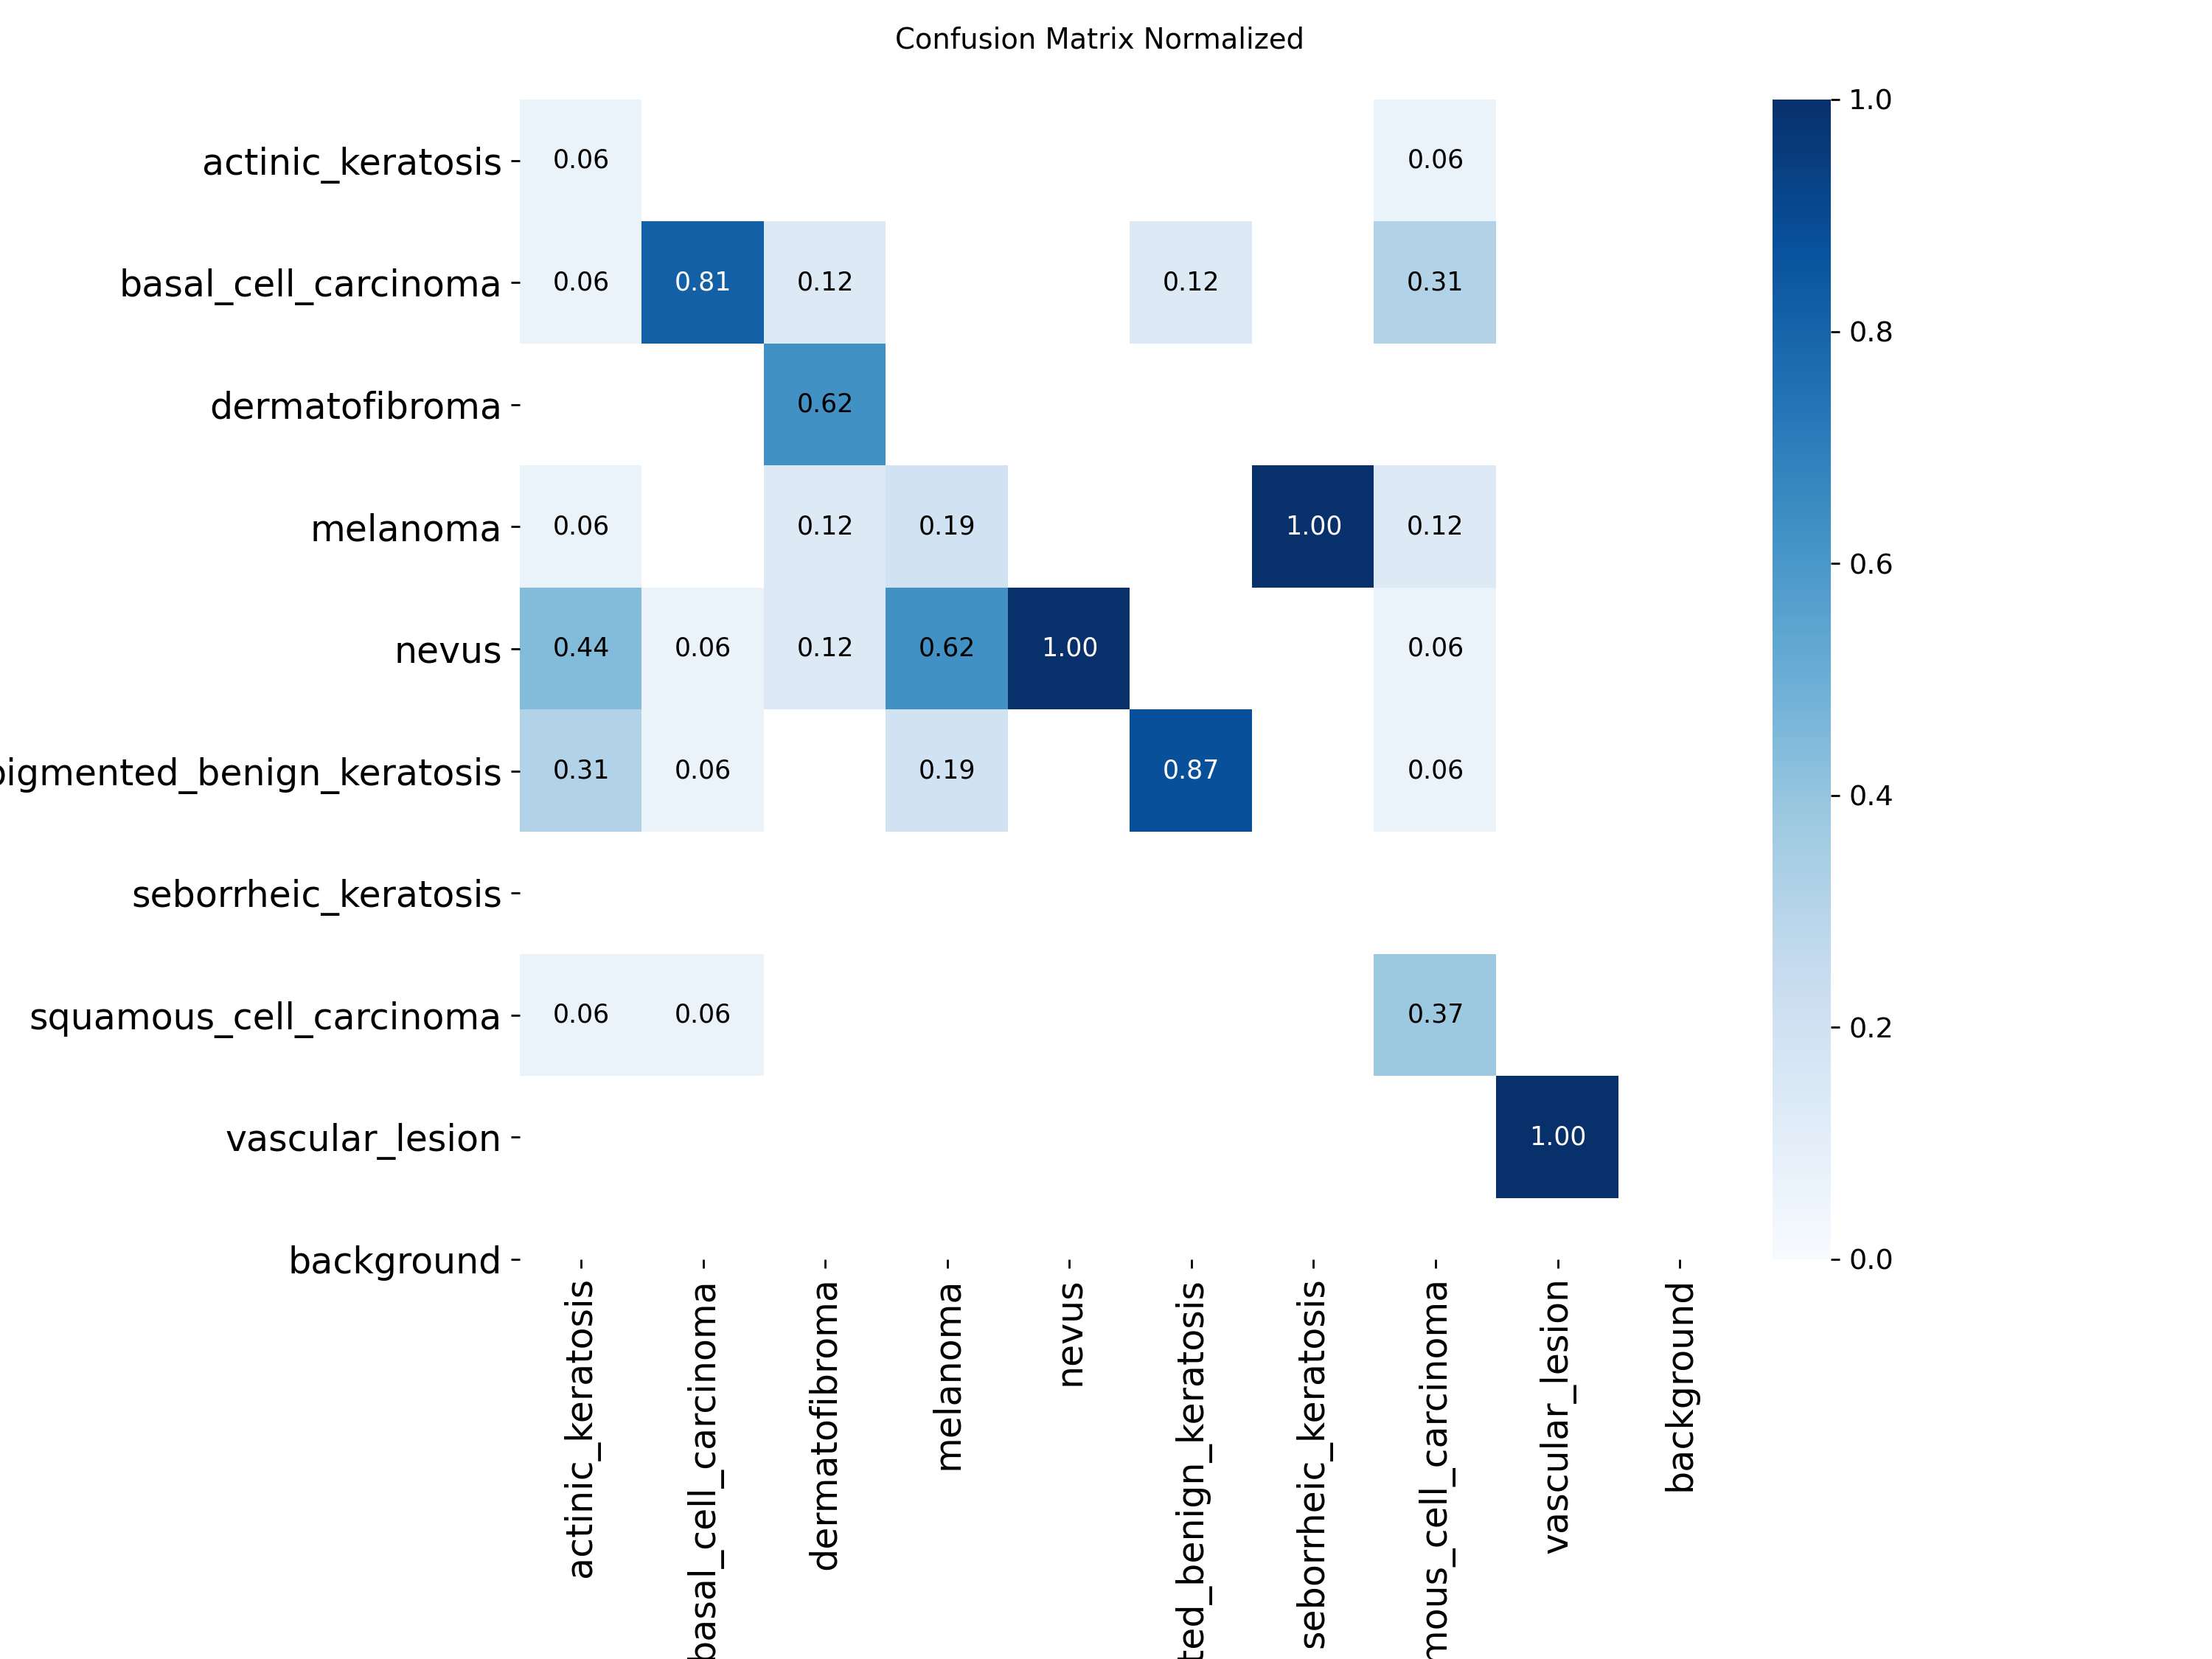 Confusion Matrix Normalized
1.0
actinic_keratosis 0.06 0.06
basal_cell_carcinoma 0.06 0.81 0.12 0.12 0.31
0.8
dermatofibroma 0.62
melanoma 0.06 0.12 0.19 1.00 0.12
0.6
nevus 0.44 0.06 0.12 0.62 1.00 0.06
pigmented_benign_keratosis 0.31 0.06 0.19 0.87 0.06
0.4
seborrheic_keratosis
squamous_cell_carcinoma 0.06 0.06 0.37
0.2
vascular_lesion 1.00
background
0.0
actinic_keratosis
basal_cell_carcinoma
dermatofibroma
melanoma
nevus
ted_benign_keratosis
seborrheic_keratosis
mous_cell_carcinoma
vascular_lesion
background